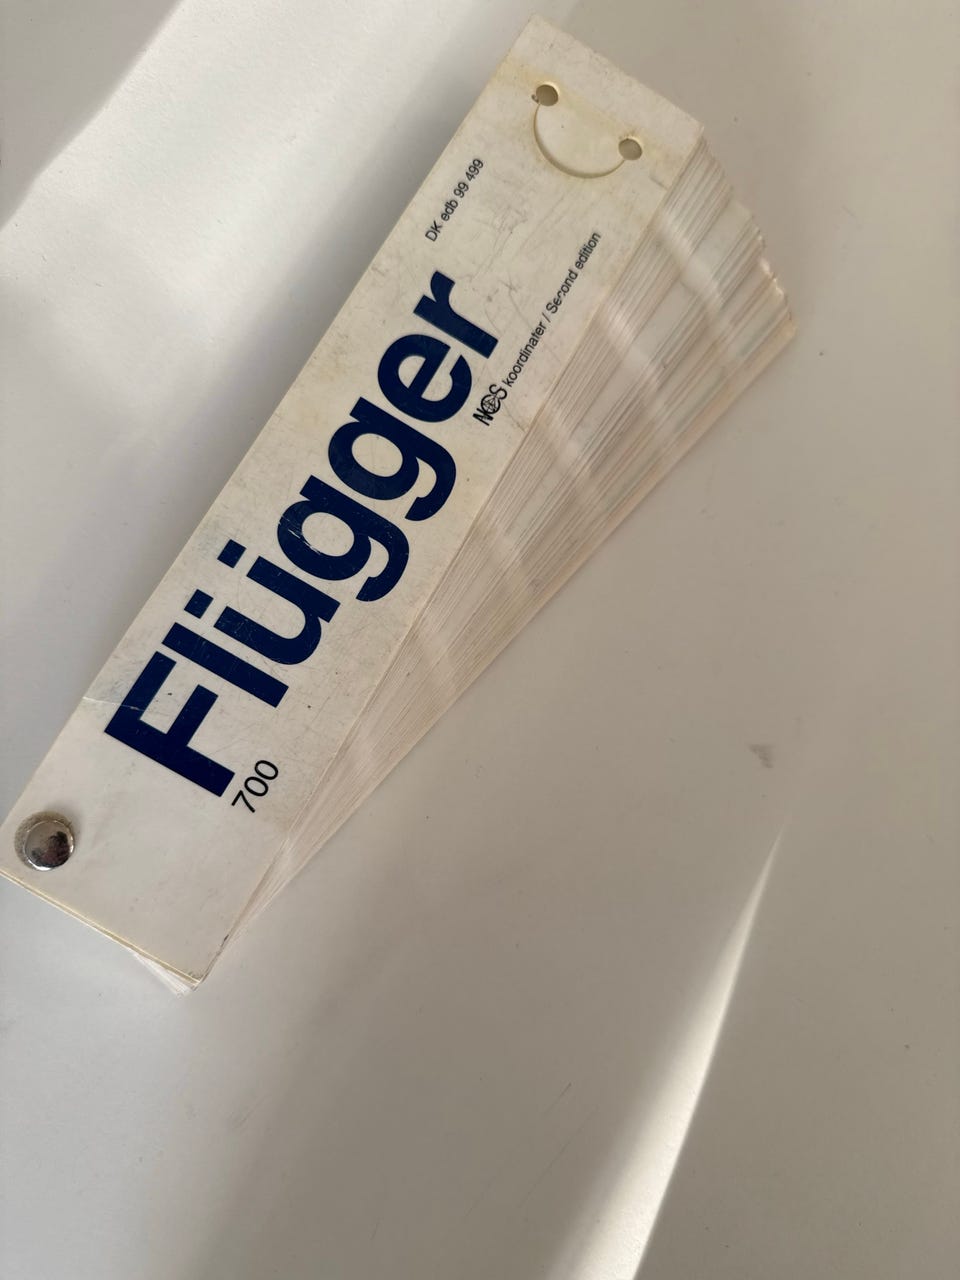 DK edb 99 499
Flügger
700
NCS koordinater / Second edition